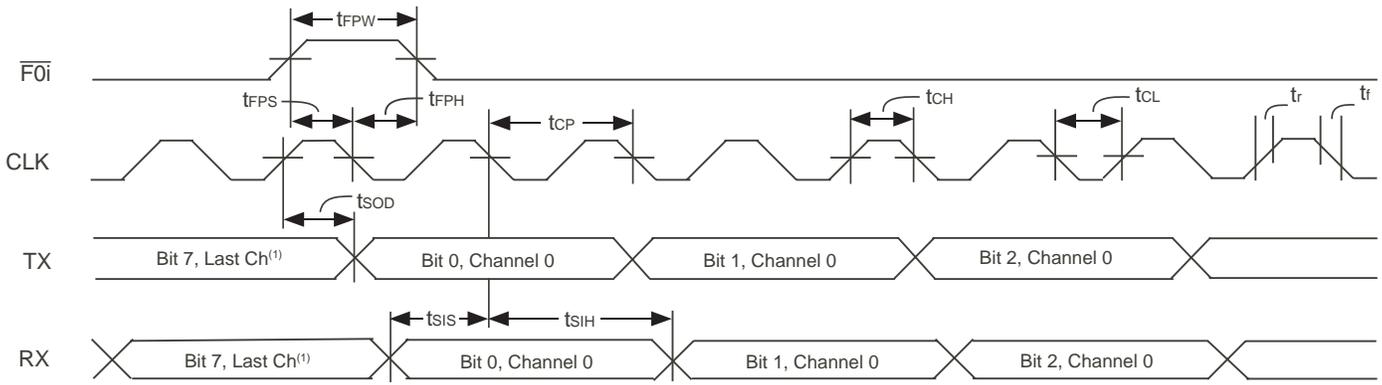 tFPW
F0i
tFPS
tFPH
tCP
tCH
tCL
tr
tf
CLK
tSOD
TX
Bit 7, Last Ch(1)
Bit 0, Channel 0
Bit 1, Channel 0
Bit 2, Channel 0
tSIS
tSIH
RX
Bit 7, Last Ch(1)
Bit 0, Channel 0
Bit 1, Channel 0
Bit 2, Channel 0